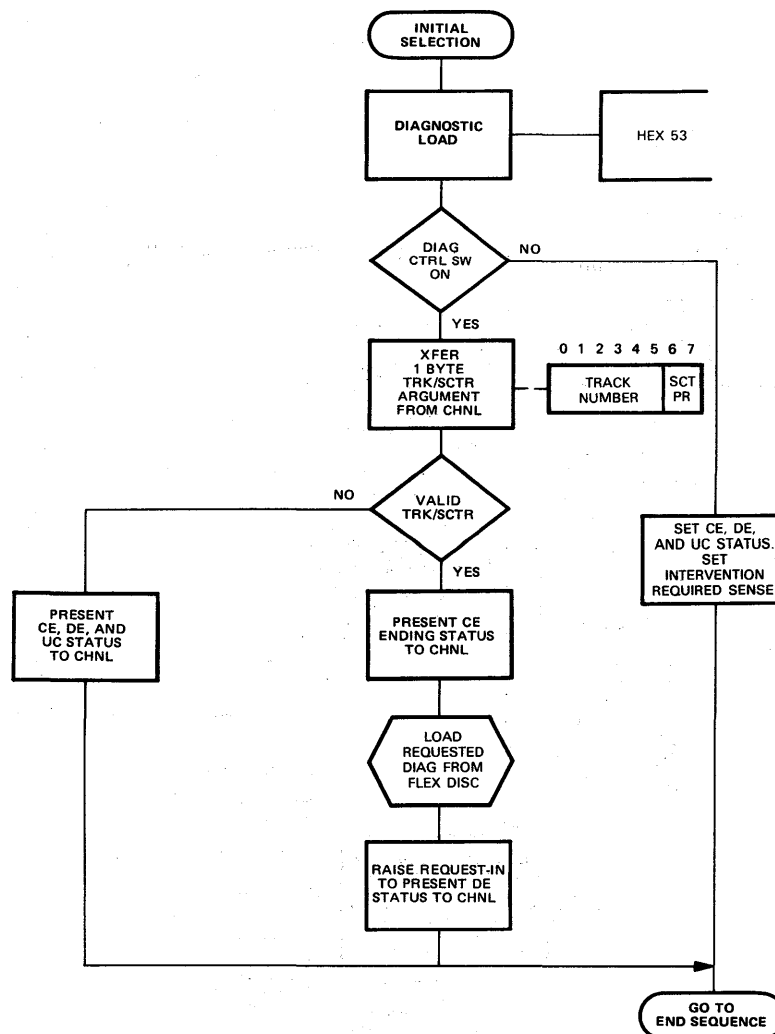 INITIAL
SELECTION
DIAGNOSTIC
LOAD
HEX 53
DIAG
CTRL SW
ON
NO
YES
XFER
1 BYTE
TRK/SCTR
ARGUMENT
FROM CHNL
0 1 2 3 4 5 6 7
TRACK
NUMBER
SCT
PR
VALID
TRK/SCTR
NO
YES
SET CE, DE,
AND UC STATUS.
SET
INTERVENTION
REQUIRED SENSE
PRESENT
CE, DE, AND
UC STATUS
TO CHNL
PRESENT CE
ENDING STATUS
TO CHNL
LOAD
REQUESTED
DIAG FROM
FLEX DISC
RAISE REQUEST-IN
TO PRESENT DE
STATUS TO CHNL
GO TO
END SEQUENCE